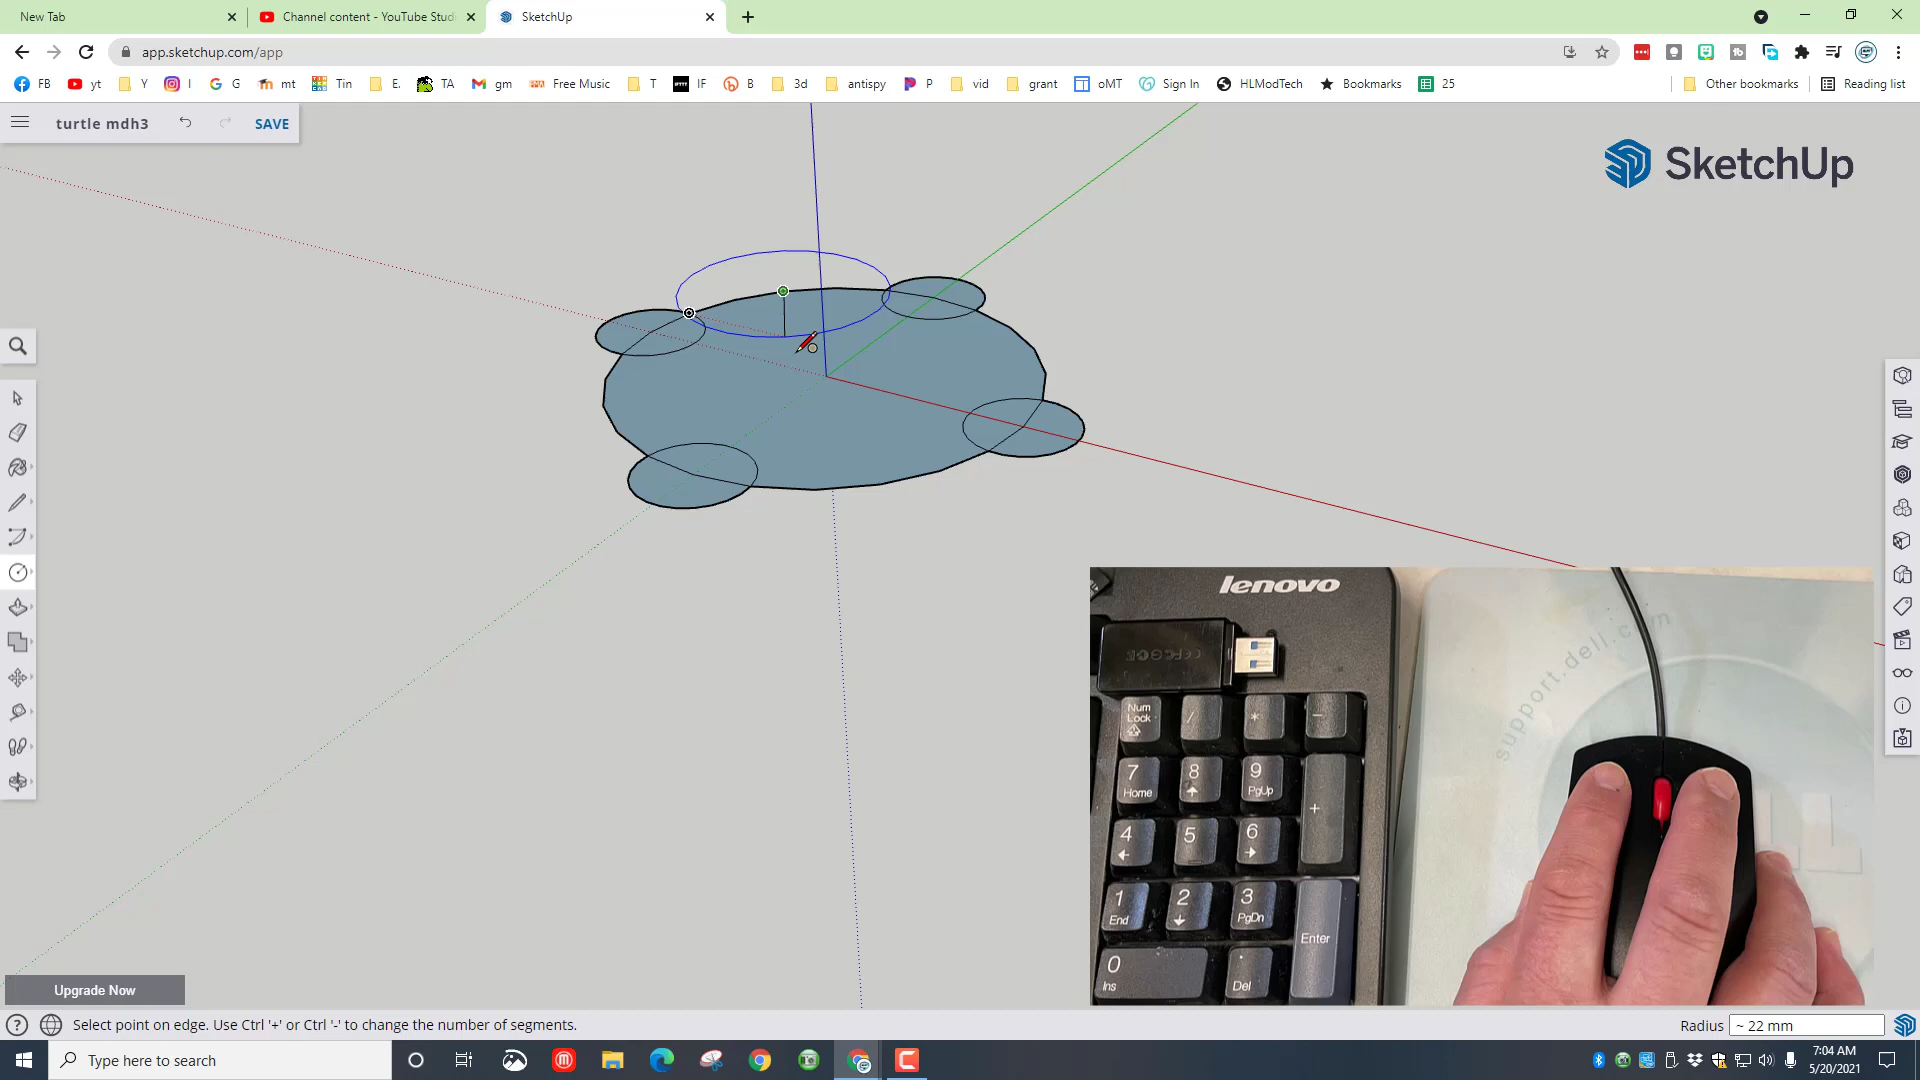 New Tab
Channel content - YouTube Studi
SketchUp
app.sketchup.com/app
FB
yt
Y
I
G
mt
Tin
E.
TA
gm
Free Music
T
IF
B
3d
antispy
P
vid
grant
oMT
Sign In
HLModTech
Bookmarks
25
Other bookmarks
Reading list
turtle mdh3
SAVE
SketchUp
lenovo
support.dell.com
Num
Lock
/
*
-
7
Home
8
9
PgUp
+
4
5
6
1
End
2
3
PgDn
Enter
0
Ins
.
Del
Upgrade Now
Select point on edge. Use Ctrl '+' or Ctrl '-' to change the number of segments.
Radius
~ 22 mm
Type here to search
7:04 AM
5/20/2021